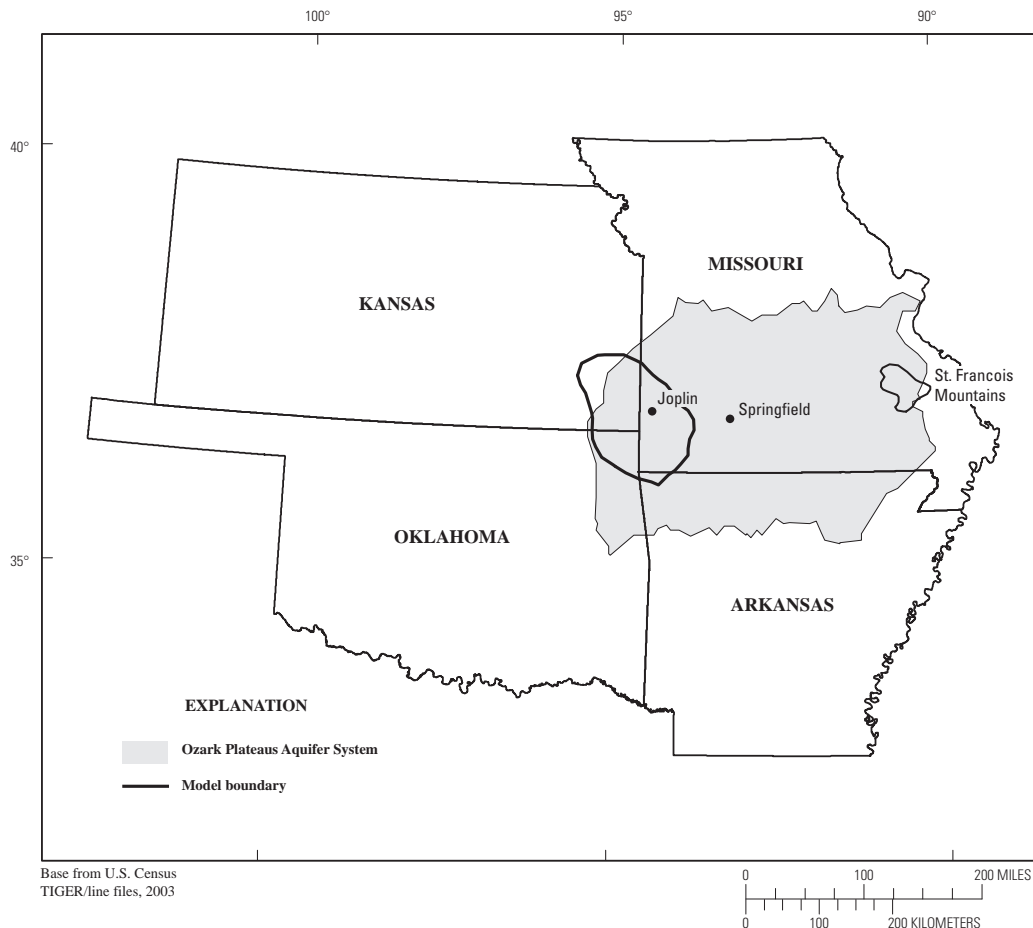 100°
95°
90°
40°
MISSOURI
KANSAS
St. Francois
Mountains
Joplin
Springfield
OKLAHOMA
35°
ARKANSAS
EXPLANATION
Ozark Plateaus Aquifer System
Model boundary
Base from U.S. Census
TIGER/line files, 2003
0 100 200 MILES
0 100 200 KILOMETERS